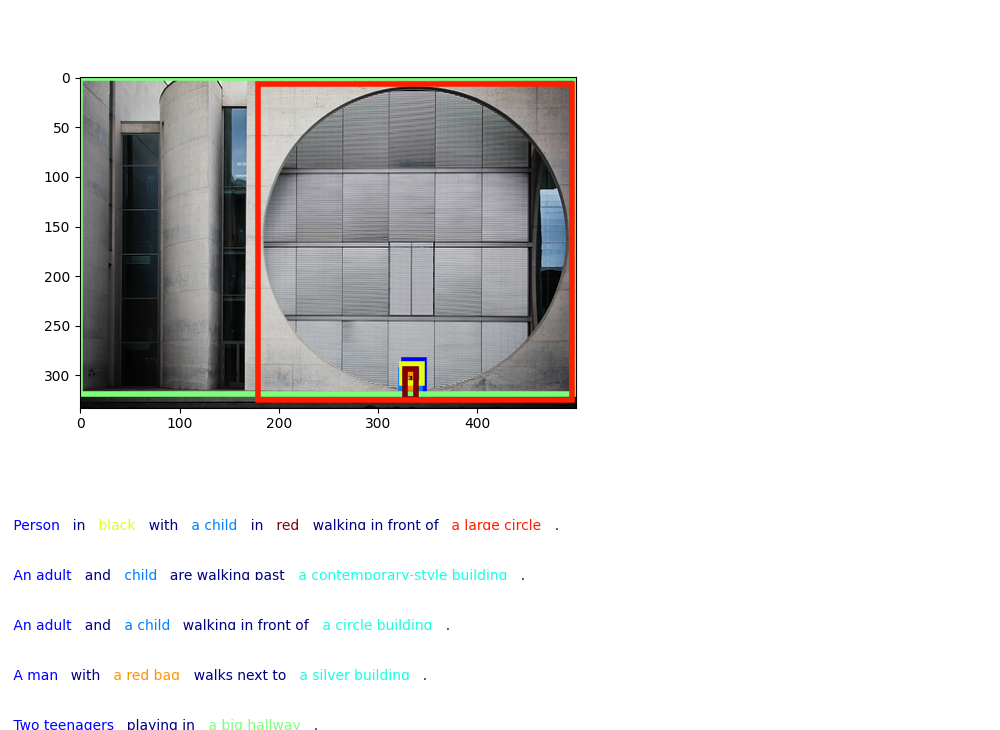 0
50
100
150
200
250
300
0 100 200 300 400
Person in black with a child in red walking in front of a large circle .
An adult and child are walking past a contemporary-style building .
An adult and a child walking in front of a circle building .
A man with a red bag walks next to a silver building .
Two teenagers playing in a big hallway .